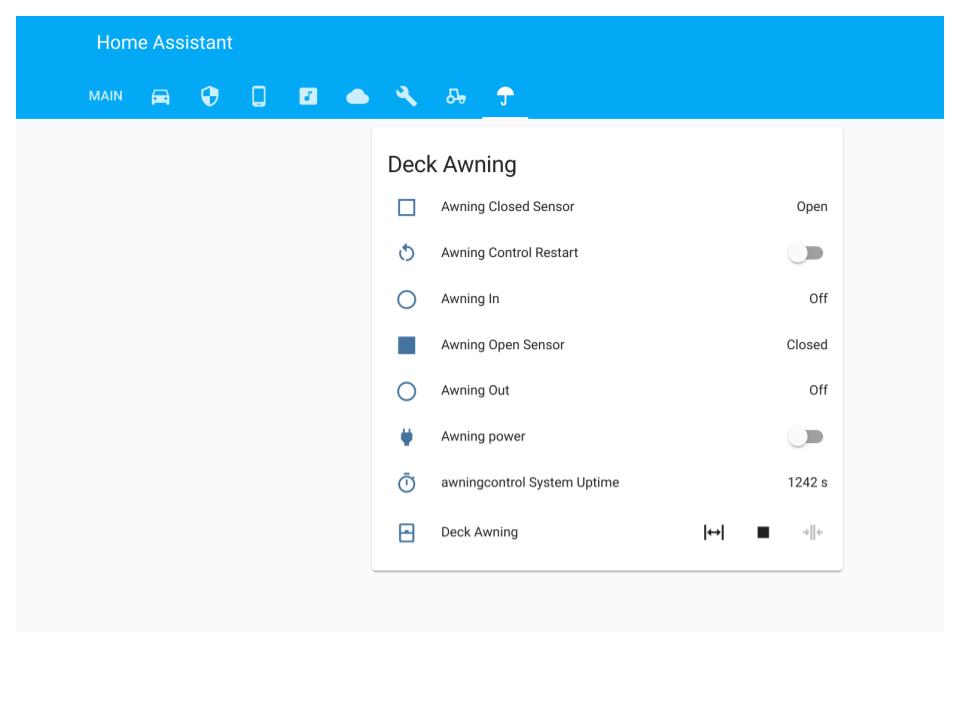 Home Assistant
MAIN
Deck Awning
Awning Closed Sensor Open
Awning Control Restart
Awning In Off
Awning Open Sensor Closed
Awning Out Off
Awning power
awningcontrol System Uptime 1242 s
Deck Awning